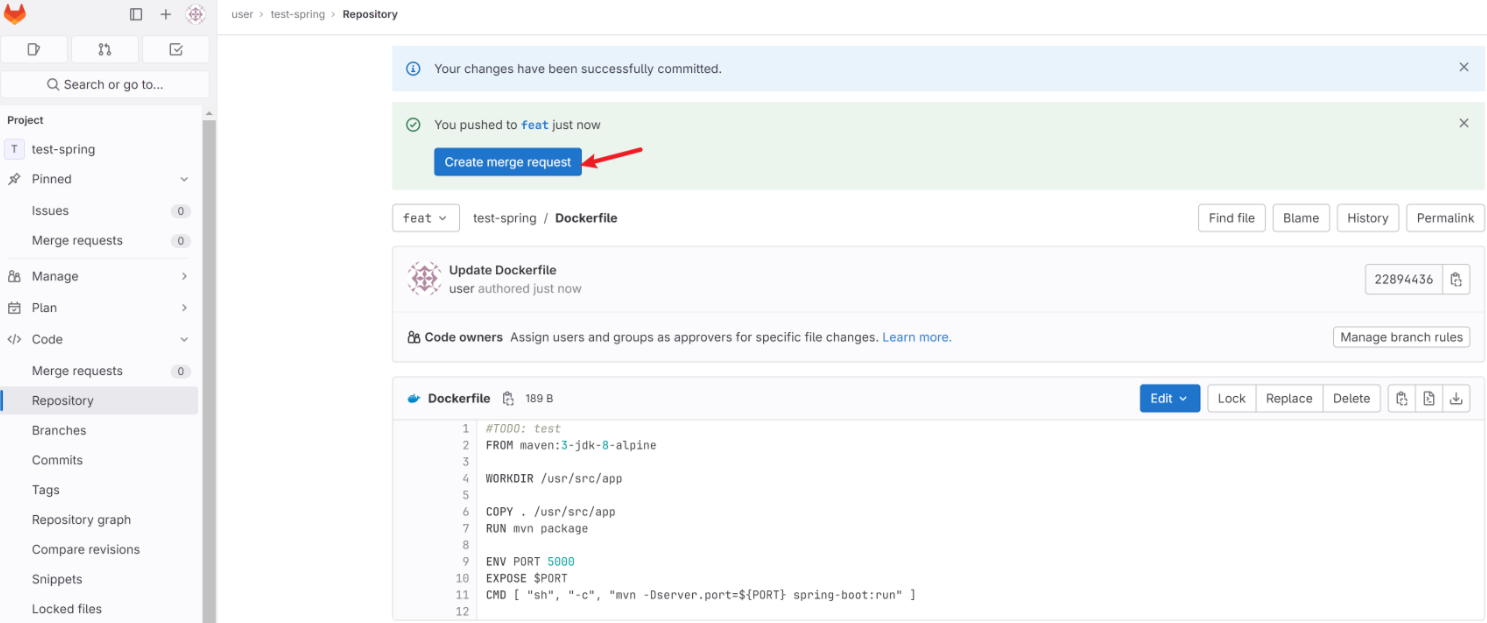 user › test-spring › Repository
Search or go to...
Project
T test-spring
Pinned
Issues 0
Merge requests 0
Manage
Plan
Code
Merge requests 0
Repository
Branches
Commits
Tags
Repository graph
Compare revisions
Snippets
Locked files
Your changes have been successfully committed.
You pushed to feat just now
Create merge request
feat test-spring / Dockerfile Find file Blame History Permalink
Update Dockerfile
user authored just now
22894436
Code owners Assign users and groups as approvers for specific file changes. Learn more. Manage branch rules
Dockerfile 189 B Edit Lock Replace Delete
1 #TODO: test
2 FROM maven:3-jdk-8-alpine
3
4 WORKDIR /usr/src/app
5
6 COPY . /usr/src/app
7 RUN mvn package
8
9 ENV PORT 5000
10 EXPOSE $PORT
11 CMD [ "sh", "-c", "mvn -Dserver.port=${PORT} spring-boot:run" ]
12